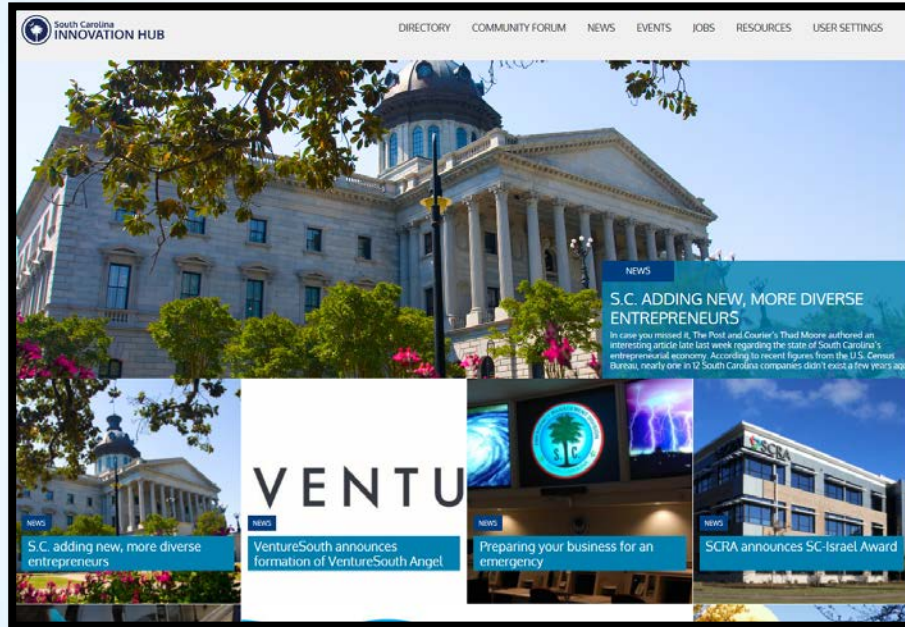 South Carolina
INNOVATION HUB
DIRECTORY COMMUNITY FORUM NEWS EVENTS JOBS RESOURCES USER SETTINGS
NEWS
S.C. ADDING NEW, MORE DIVERSE
ENTREPRENEURS
In case you missed it, The Post and Courier's Thad Moore authored an
interesting article late last week regarding the state of South Carolina's
entrepreneurial economy. According to recent figures from the U.S. Census
Bureau, nearly one in 12 South Carolina companies didn't exist a few years ago
NEWS
S.C. adding new, more diverse
entrepreneurs
VENTU
NEWS
VentureSouth announces
formation of VentureSouth Angel
S C
NEWS
Preparing your business for an
emergency
SCRA
NEWS
SCRA announces SC-Israel Award